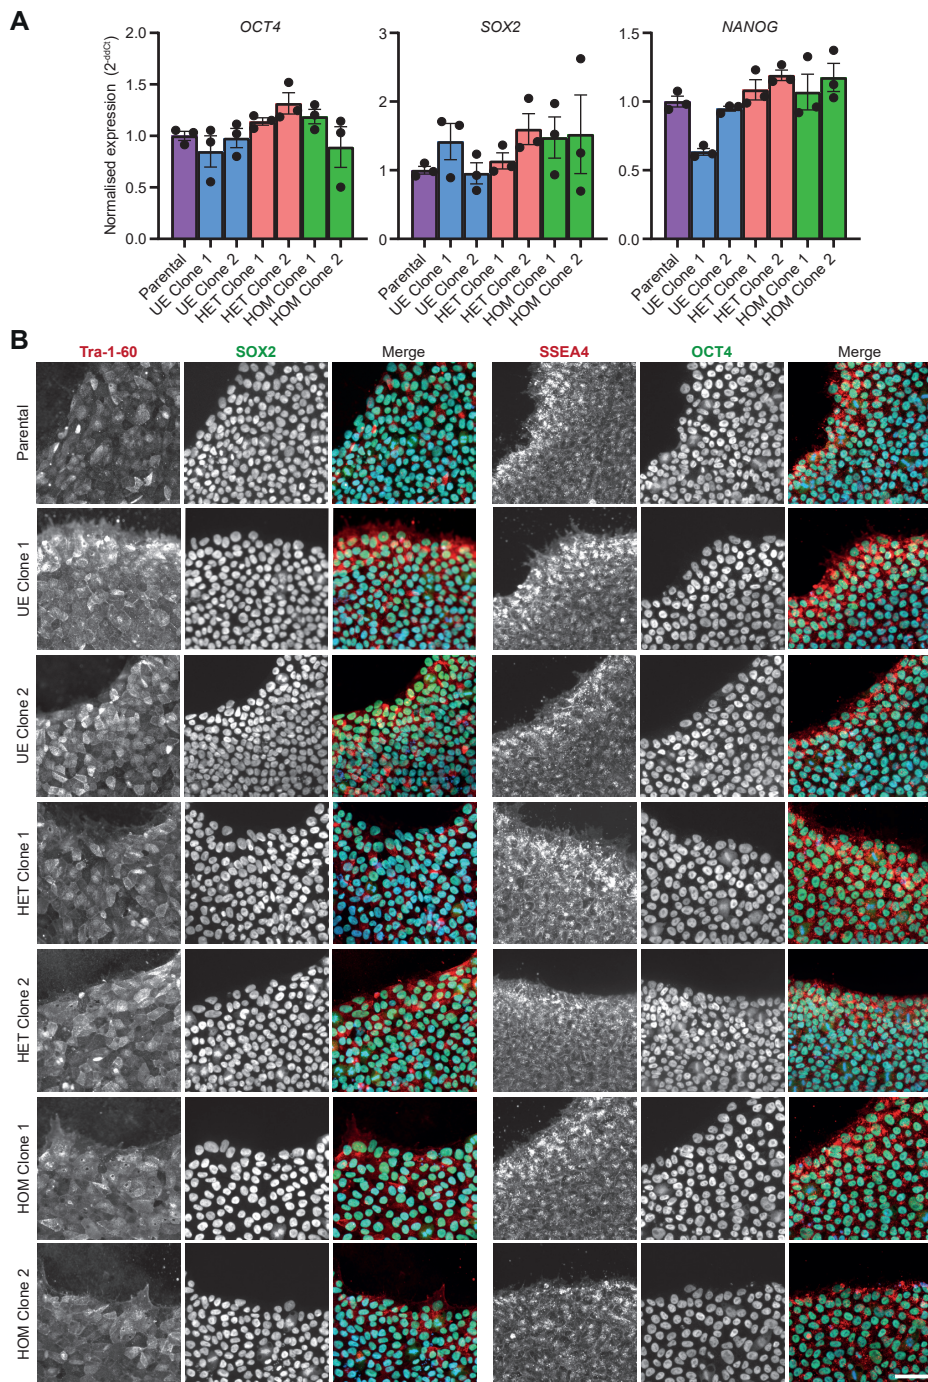 A
OCT4
SOX2
NANOG
Normalised expression (2-ddCt)
2.0
1.5
1.0
0.5
0.0
3
2
1
0
1.5
1.0
0.5
0
Parental
UE Clone 1
UE Clone 2
HET Clone 1
HET Clone 2
HOM Clone 1
HOM Clone 2
Parental
UE Clone 1
UE Clone 2
HET Clone 1
HET Clone 2
HOM Clone 1
HOM Clone 2
Parental
UE Clone 1
UE Clone 2
HET Clone 1
HET Clone 2
HOM Clone 1
HOM Clone 2
B
Tra-1-60 SOX2 Merge SSEA4 OCT4 Merge
Parental
UE Clone 1
UE Clone 2
HET Clone 1
HET Clone 2
HOM Clone 1
HOM Clone 2